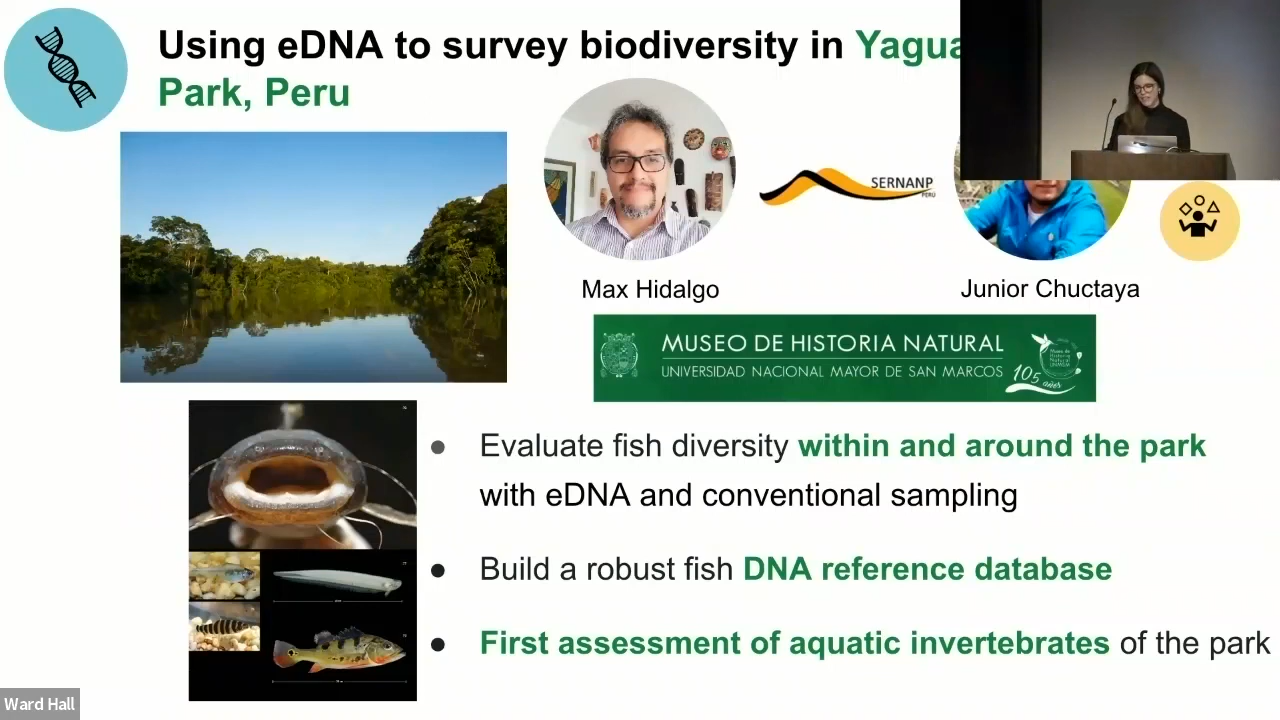 Using eDNA to survey biodiversity in
Park, Peru
SERNANP
PERÚ
Max Hidalgo
Junior Chuctaya
MUSEO DE HISTORIA NATURAL
UNIVERSIDAD NACIONAL MAYOR DE SAN MARCOS
105 años
● Evaluate fish diversity within and around the park
with eDNA and conventional sampling
● Build a robust fish DNA reference database
● First assessment of aquatic invertebrates of the park
Ward Hall